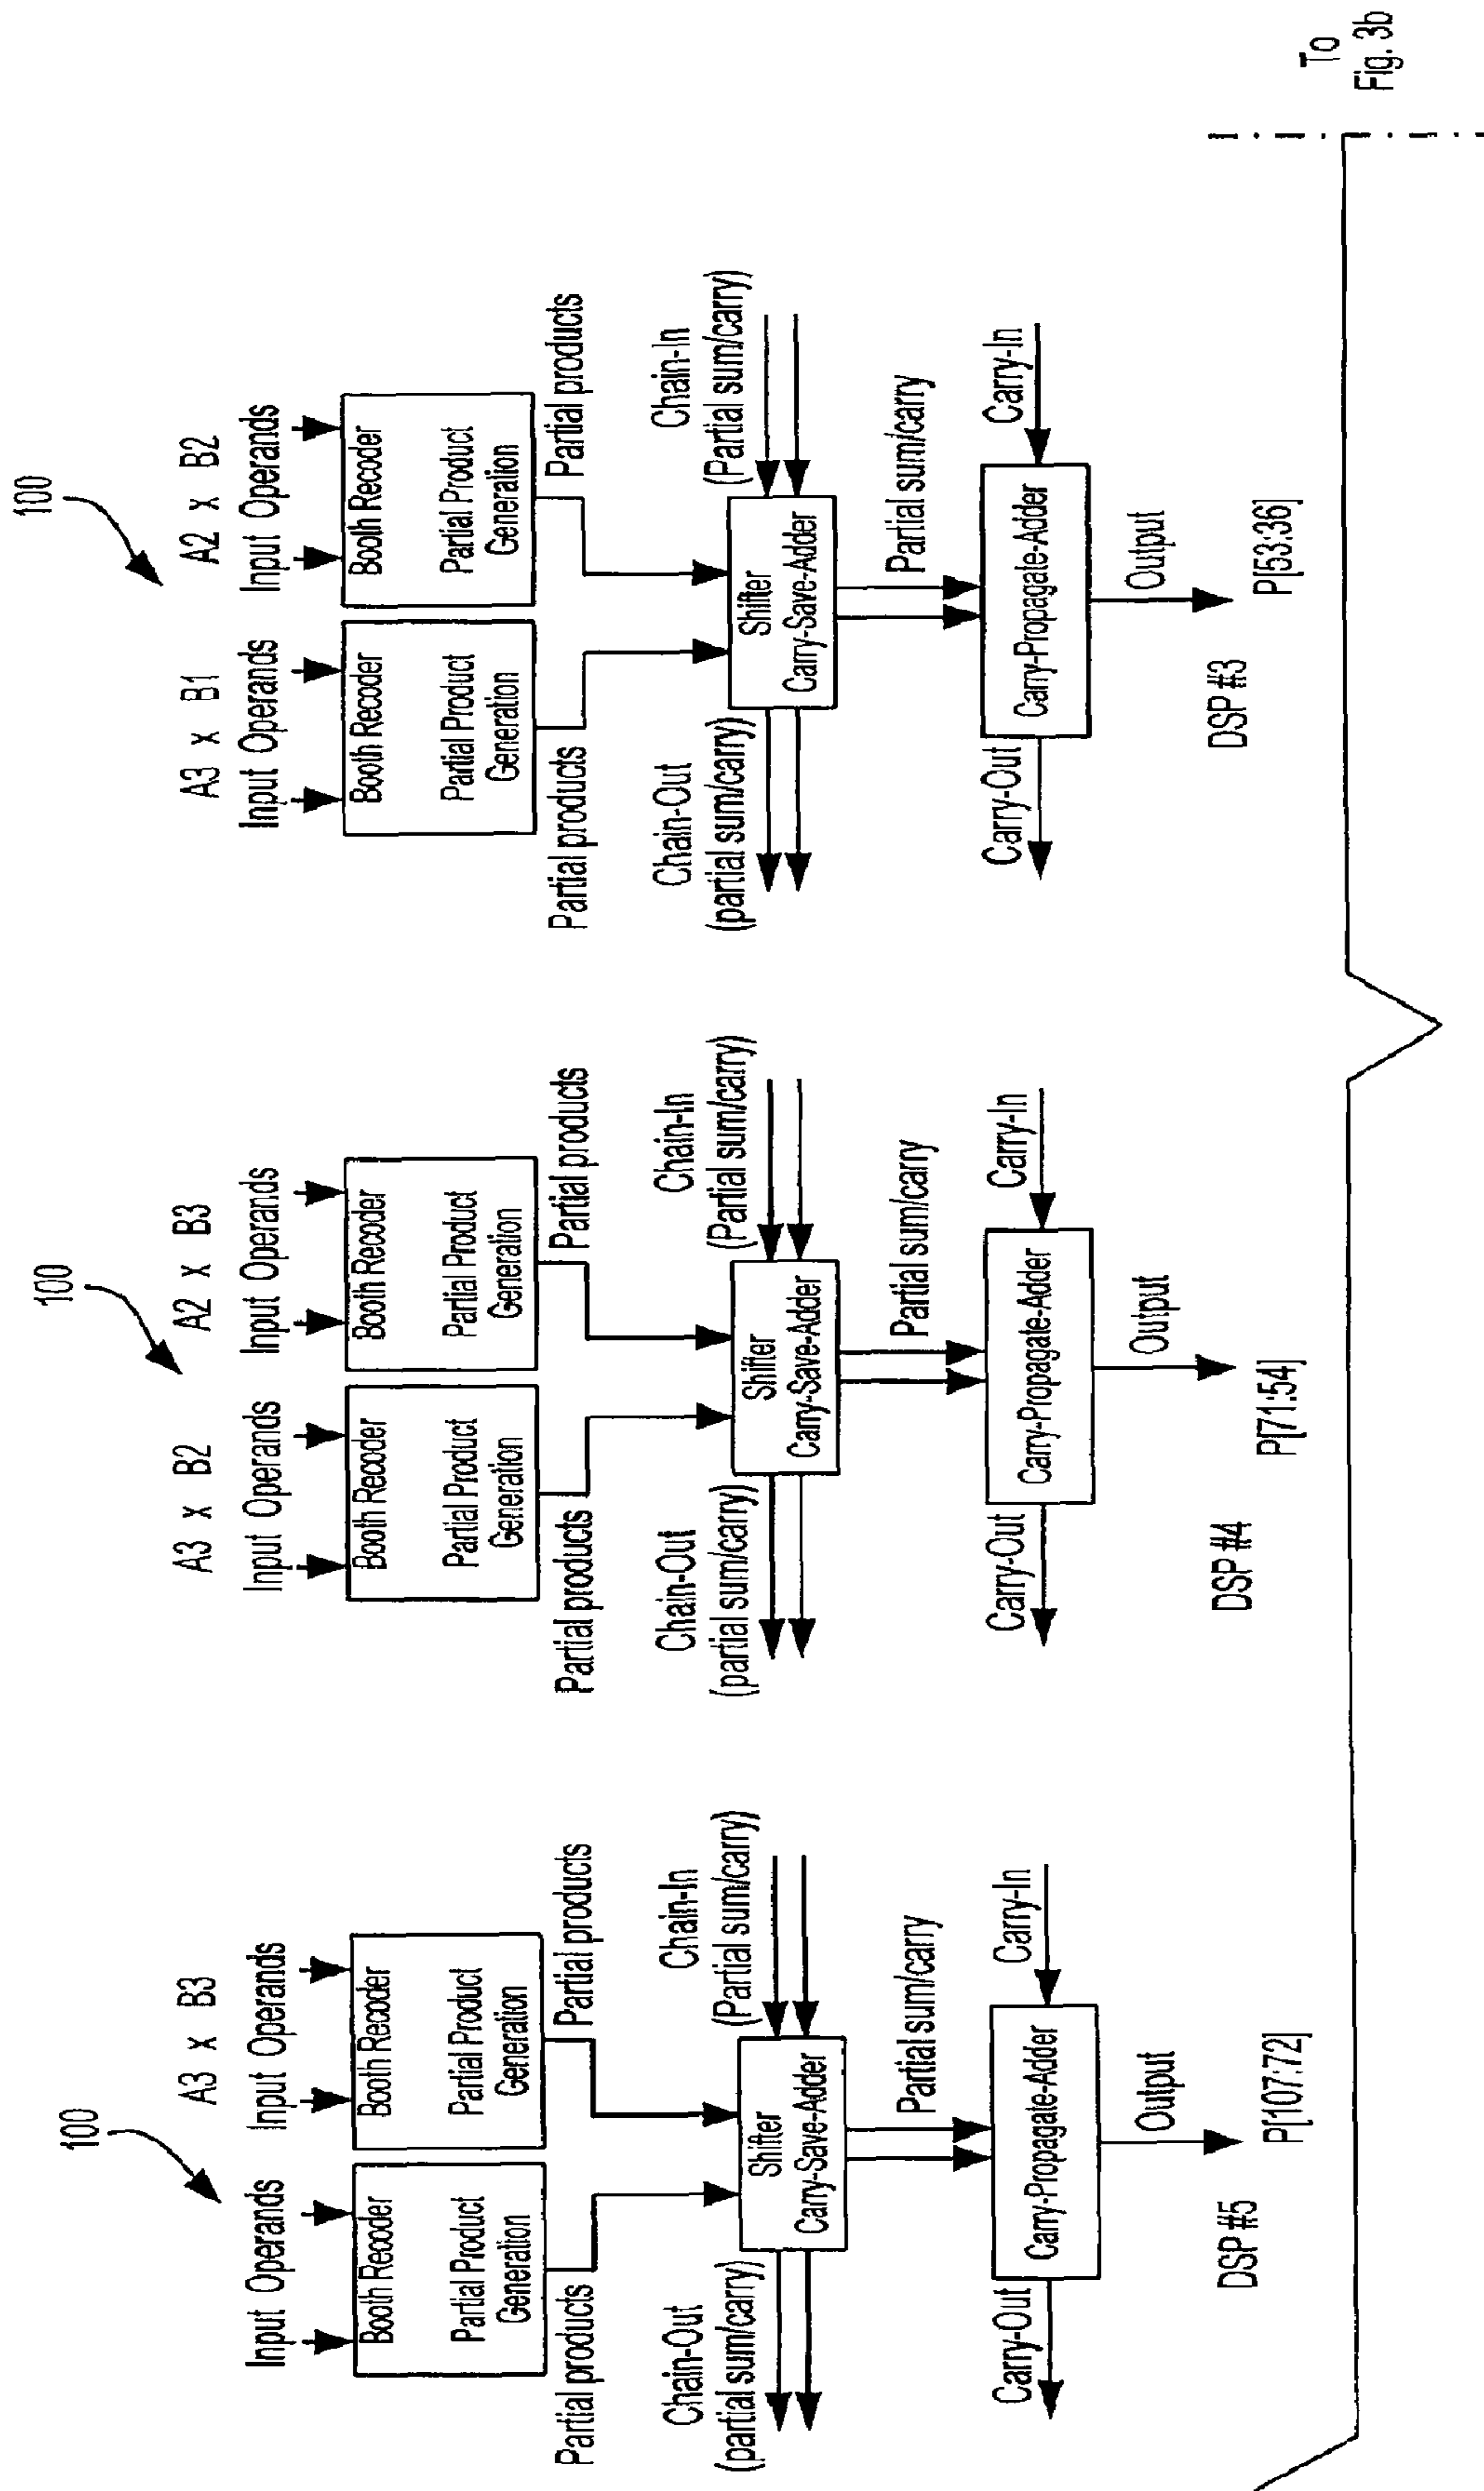 100
A3 x B3
Input Operands
Input Operands
Booth Recoder
Partial Product
Generation
Booth Recoder
Partial Product
Generation
Partial products
Partial products
Chain-Out
(partial sum/carry)
Shifter
Carry-Save-Adder
Chain-In
(Partial sum/carry)
Partial sum/carry
Carry-Out
Carry-Propagate-Adder
Carry-In
Output
DSP #5
P[107:72]
100
A3 x B2
A2 x B3
Input Operands
Input Operands
Booth Recoder
Partial Product
Generation
Booth Recoder
Partial Product
Generation
Partial products
Partial products
Chain-Out
(partial sum/carry)
Shifter
Carry-Save-Adder
Chain-In
(Partial sum/carry)
Partial sum/carry
Carry-Out
Carry-Propagate-Adder
Carry-In
Output
DSP #4
P[71:54]
100
A3 x B1
A2 x B2
Input Operands
Input Operands
Booth Recoder
Partial Product
Generation
Booth Recoder
Partial Product
Generation
Partial products
Partial products
Chain-Out
(partial sum/carry)
Shifter
Carry-Save-Adder
Chain-In
(Partial sum/carry)
Partial sum/carry
Carry-Out
Carry-Propagate-Adder
Carry-In
Output
DSP #3
P[53:36]
To
Fig. 3b